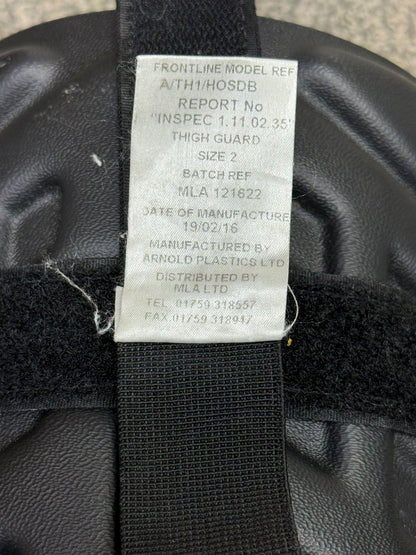 FRONTLINE MODEL REF
A/TH1/HOSDB
REPORT No
"INSPEC 1.11.02.35"
THIGH GUARD
SIZE 2
BATCH REF
MLA 121622
DATE OF MANUFACTURE
19/02/16
MANUFACTURED BY
ARNOLD PLASTICS LTD
DISTRIBUTED BY
MLA LTD
TEL 01759 318557
FAX 01759 318917